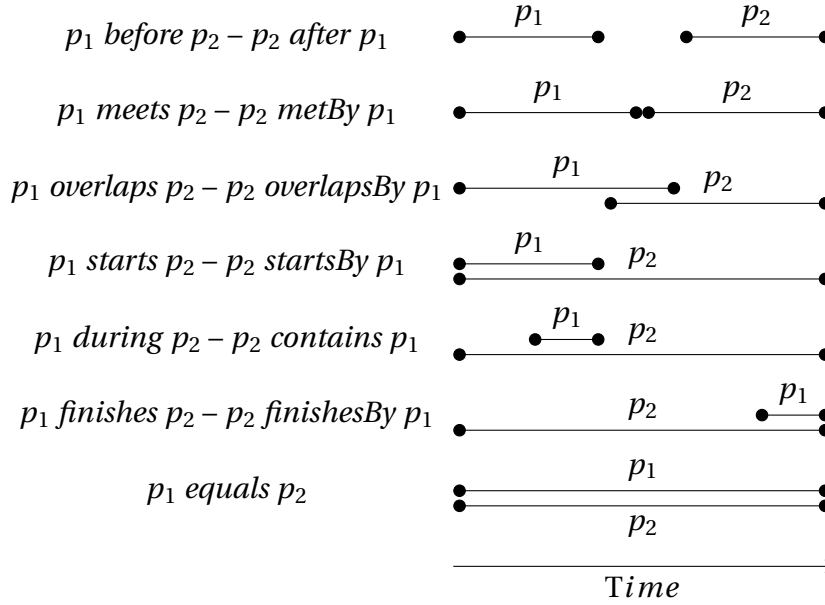 p₁ before p₂ – p₂ after p₁ p₁ p₂
p₁ meets p₂ – p₂ metBy p₁ p₁ p₂
p₁ overlaps p₂ – p₂ overlapsBy p₁ p₁ p₂
p₁ starts p₂ – p₂ startsBy p₁ p₁ p₂
p₁ during p₂ – p₂ contains p₁ p₁ p₂
p₁ finishes p₂ – p₂ finishesBy p₁ p₂ p₁
p₁ equals p₂ p₁
p₂
Time